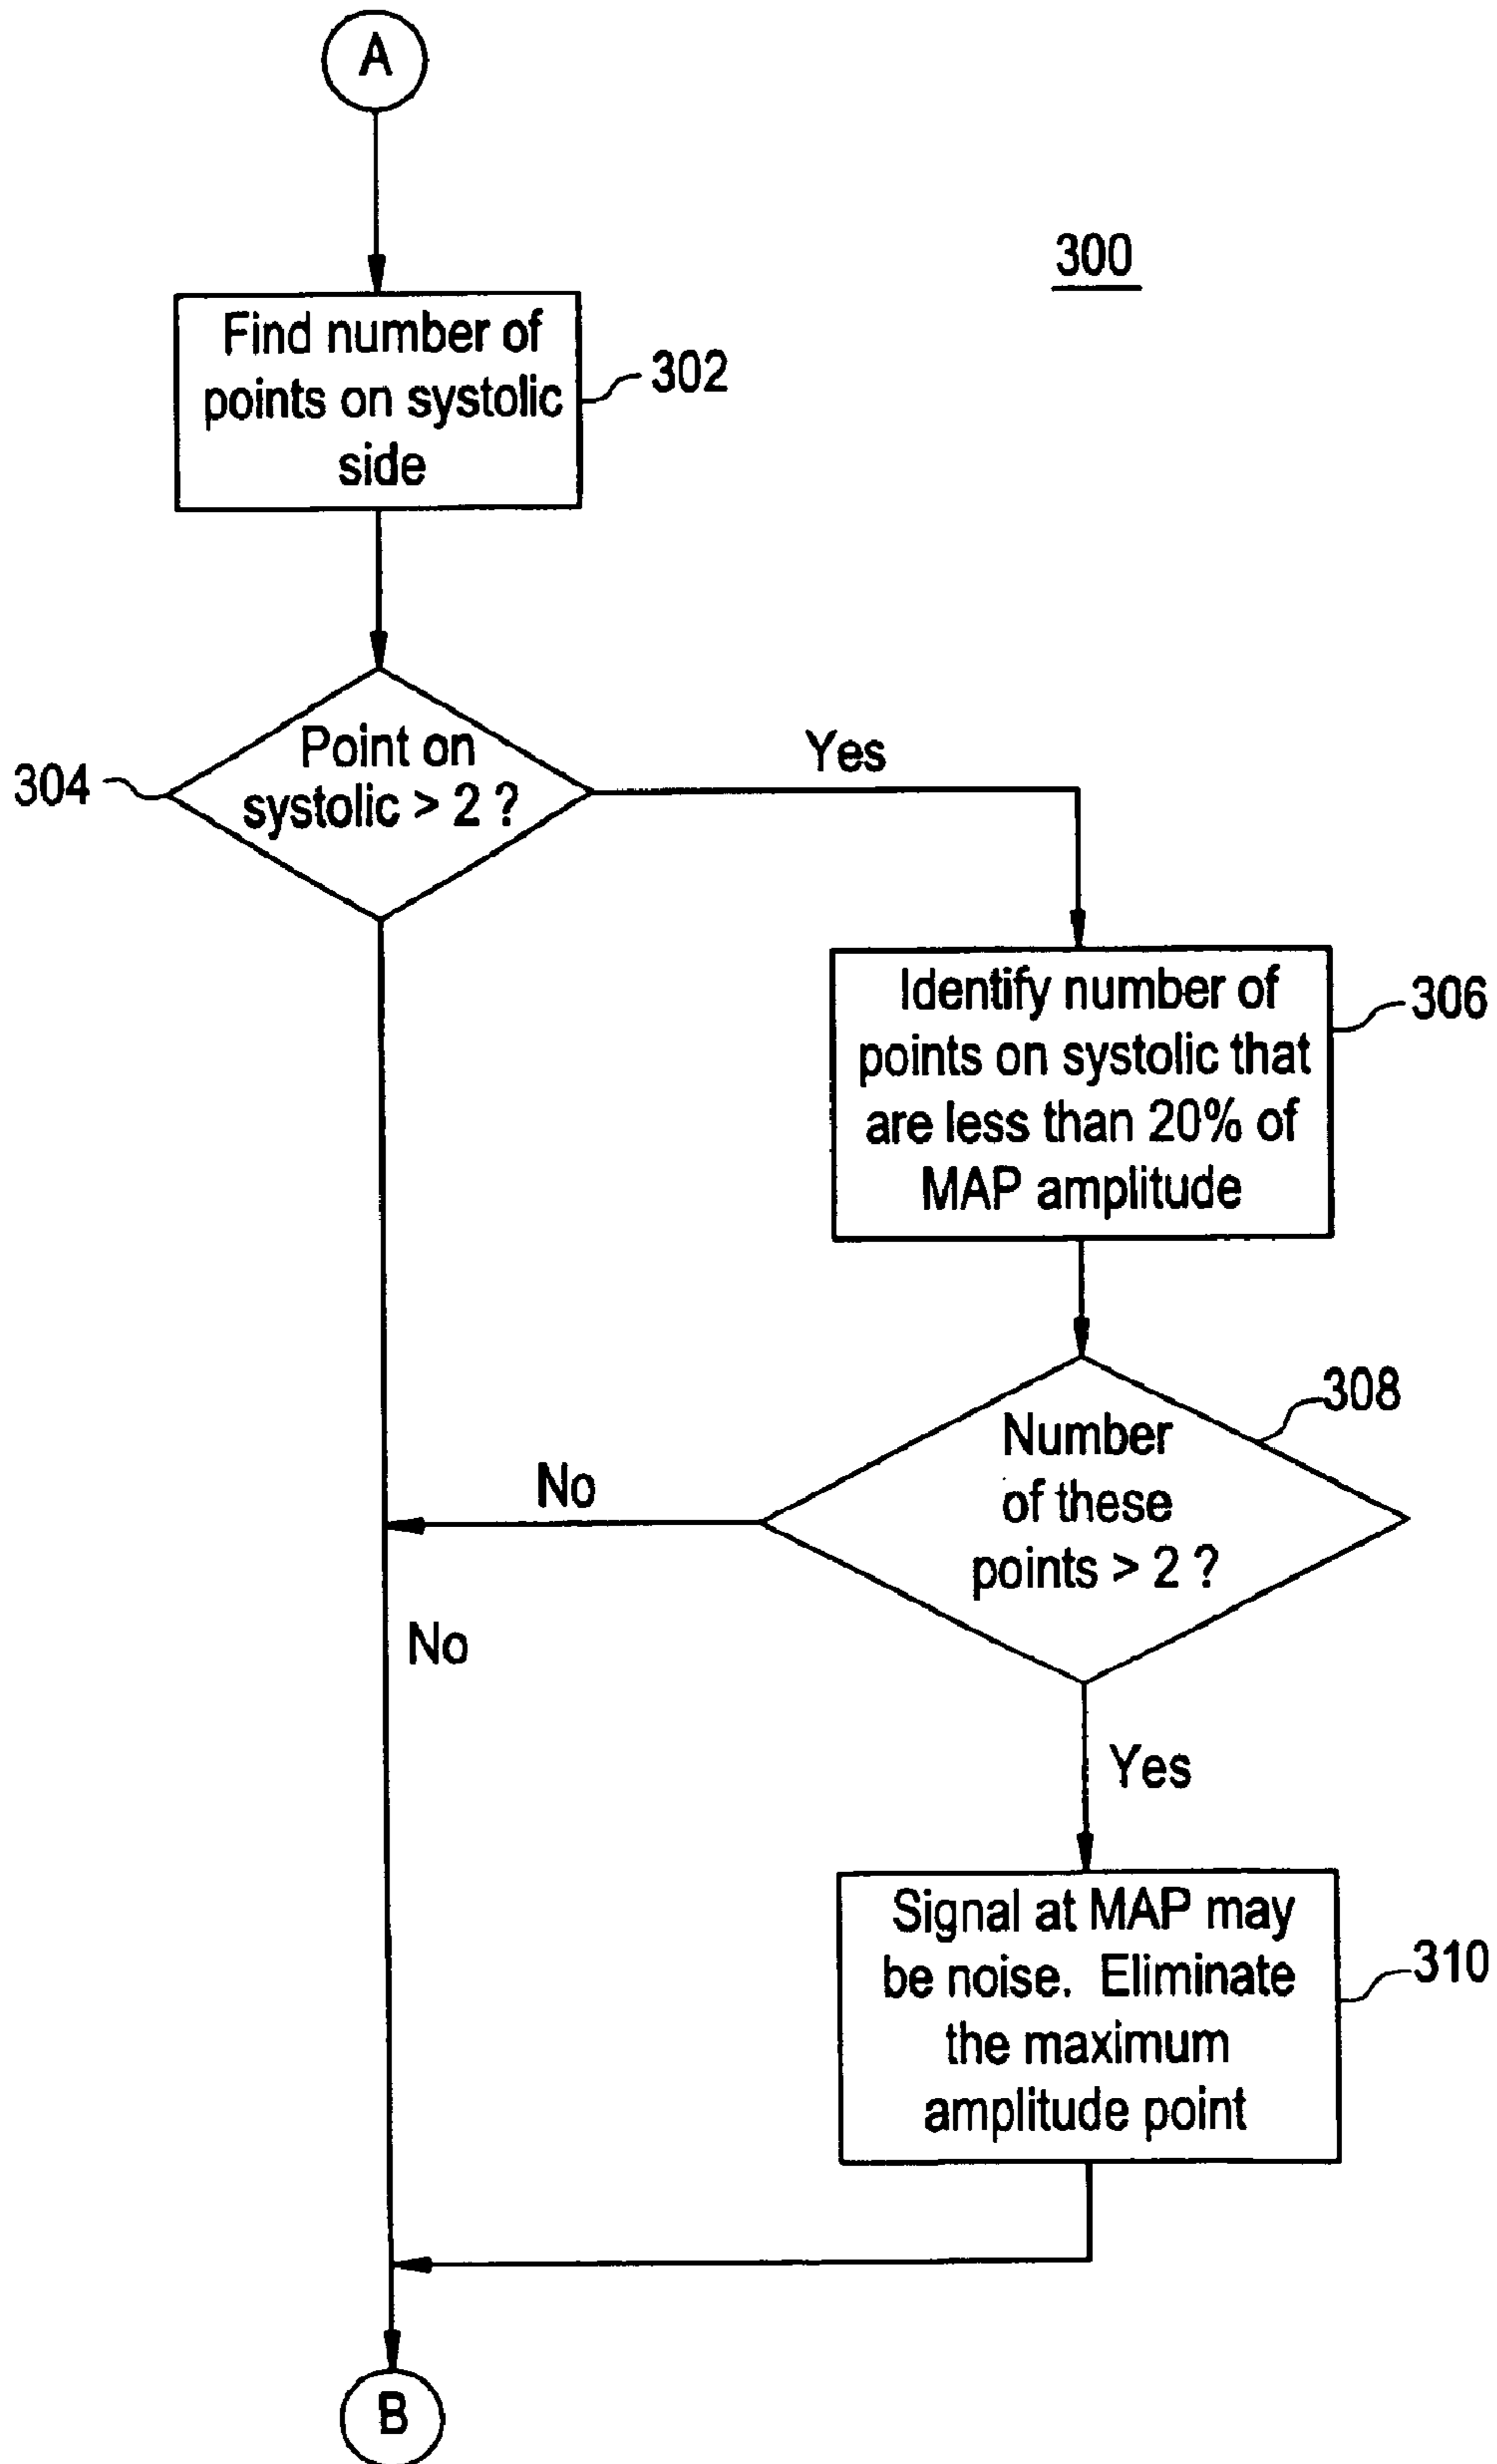 A
300
Find number of
points on systolic
side
302
304
Point on
systolic > 2 ?
Yes
Identify number of
points on systolic that
are less than 20% of
MAP amplitude
306
308
Number
of these
points > 2 ?
No
No
Yes
Signal at MAP may
be noise. Eliminate
the maximum
amplitude point
310
B